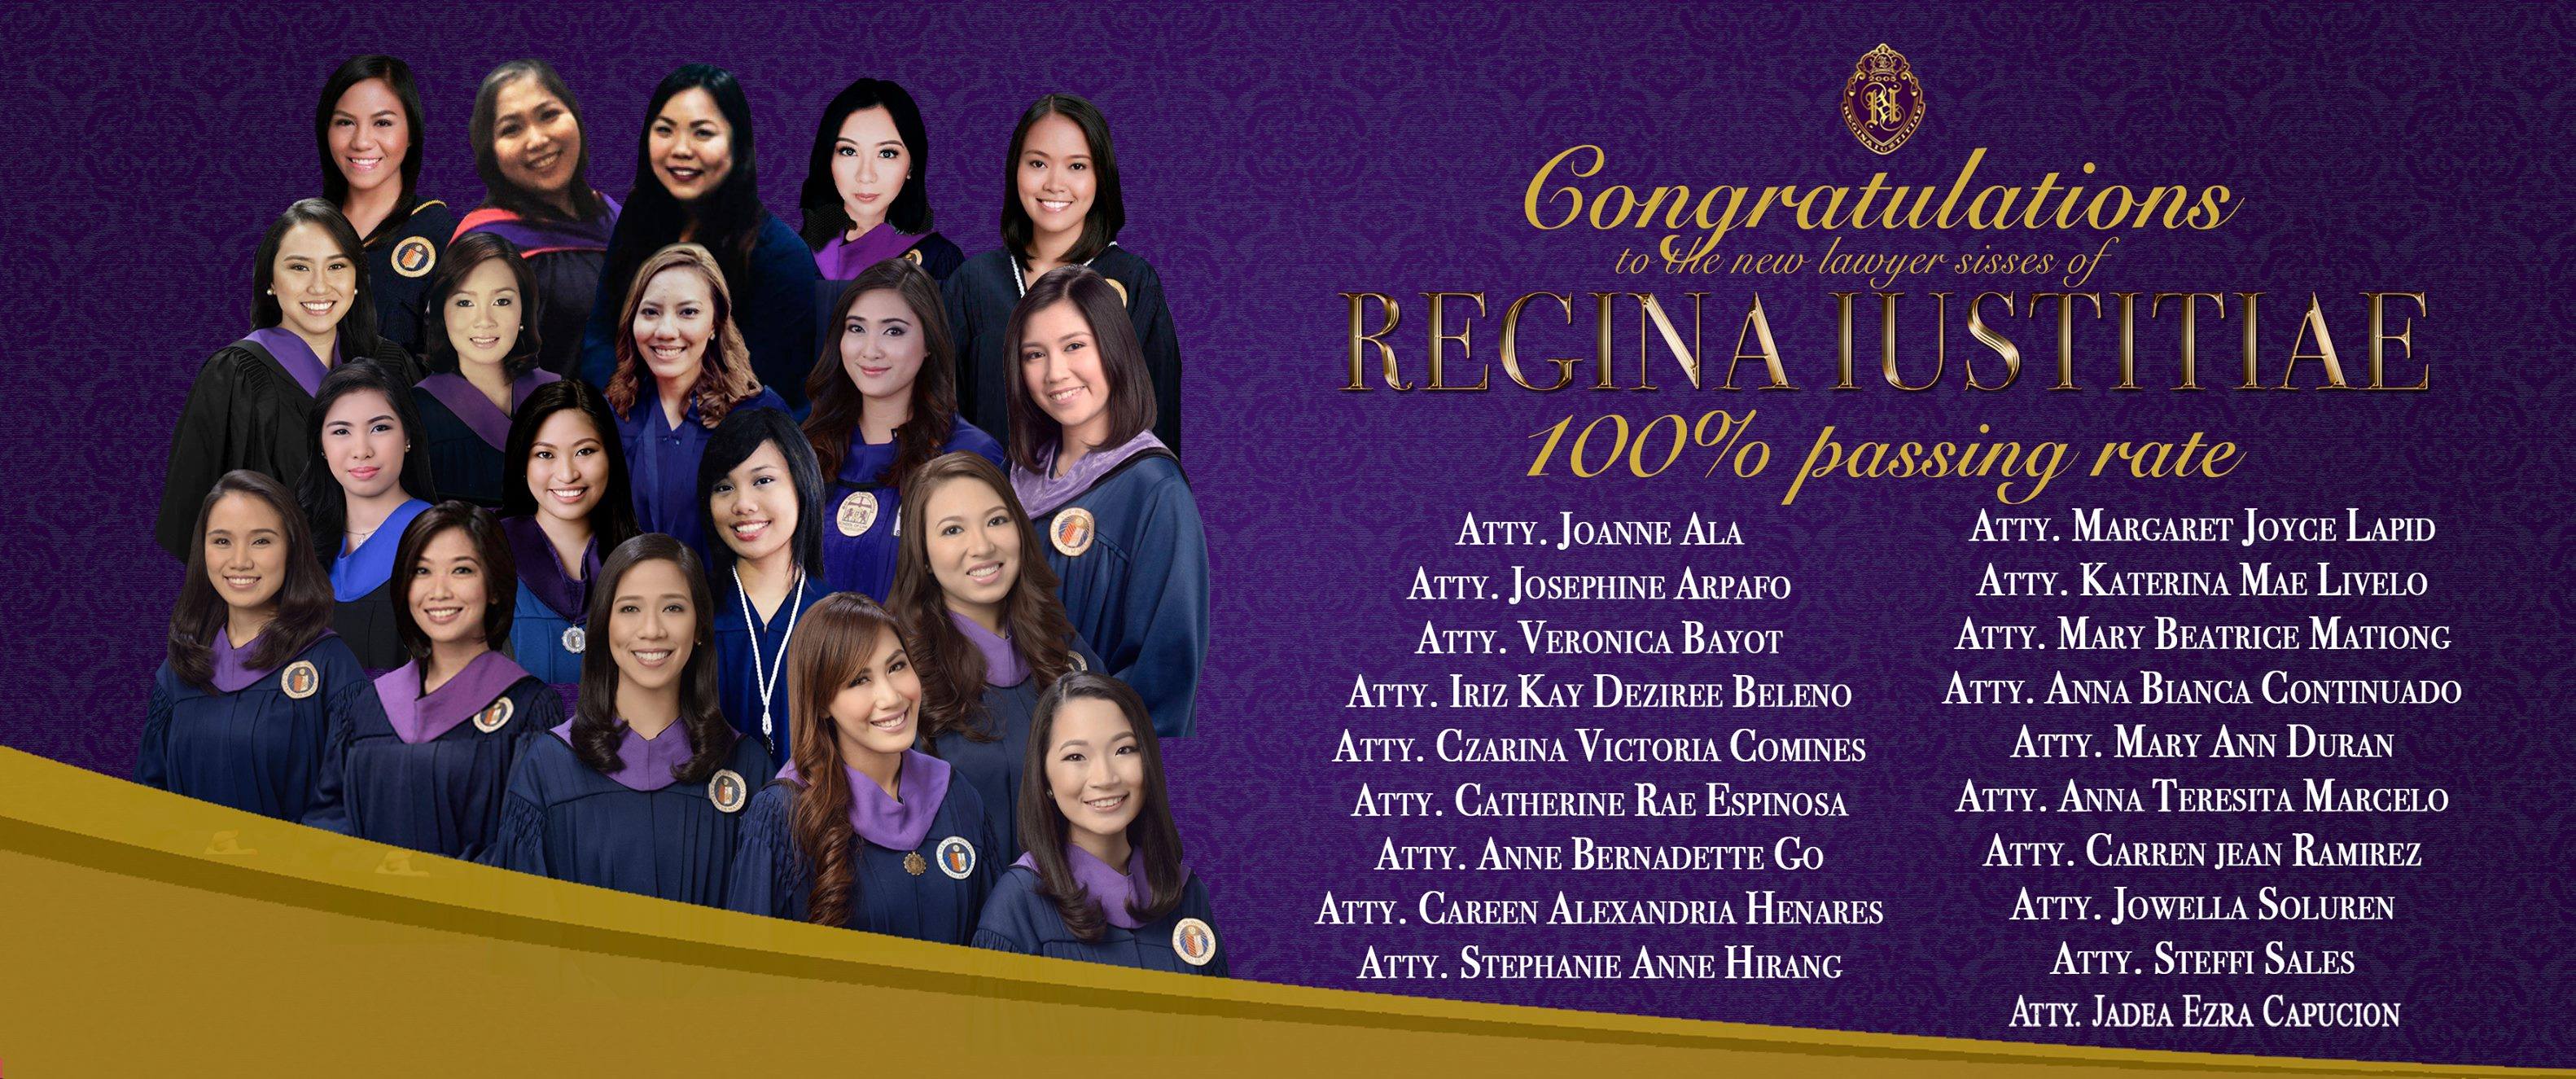 2005
RI
REGINA IUSTITIAE
Congratulations
to the new lawyer sisses of
REGINA IUSTITIAE
100% passing rate
ATTY. JOANNE ALA
ATTY. JOSEPHINE ARPAFO
ATTY. VERONICA BAYOT
ATTY. IRIZ KAY DEZIREE BELENO
ATTY. CZARINA VICTORIA COMINES
ATTY. CATHERINE RAE ESPINOSA
ATTY. ANNE BERNADETTE GO
ATTY. CAREEN ALEXANDRIA HENARES
ATTY. STEPHANIE ANNE HIRANG
ATTY. MARGARET JOYCE LAPID
ATTY. KATERINA MAE LIVELO
ATTY. MARY BEATRICE MATIONG
ATTY. ANNA BIANCA CONTINUADO
ATTY. MARY ANN DURAN
ATTY. ANNA TERESITA MARCELO
ATTY. CARREN JEAN RAMIREZ
ATTY. JOWELLA SOLUREN
ATTY. STEFFI SALES
ATTY. JADEA EZRA CAPUCION